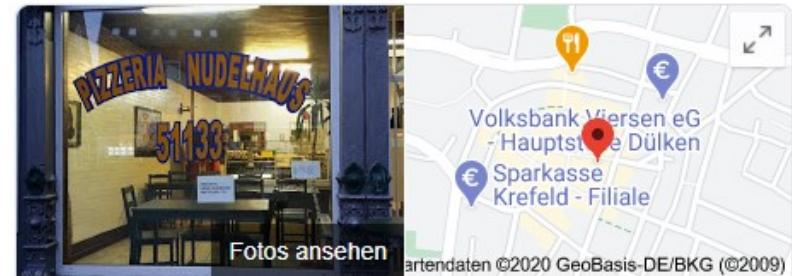 PIZZERIA NUDELHAUS
51133
Fotos ansehen
Volksbank Viersen eG
- Hauptst e Dülken
Sparkasse
Krefeld - Filiale
artendaten ©2020 GeoBasis-DE/BKG (©2009)